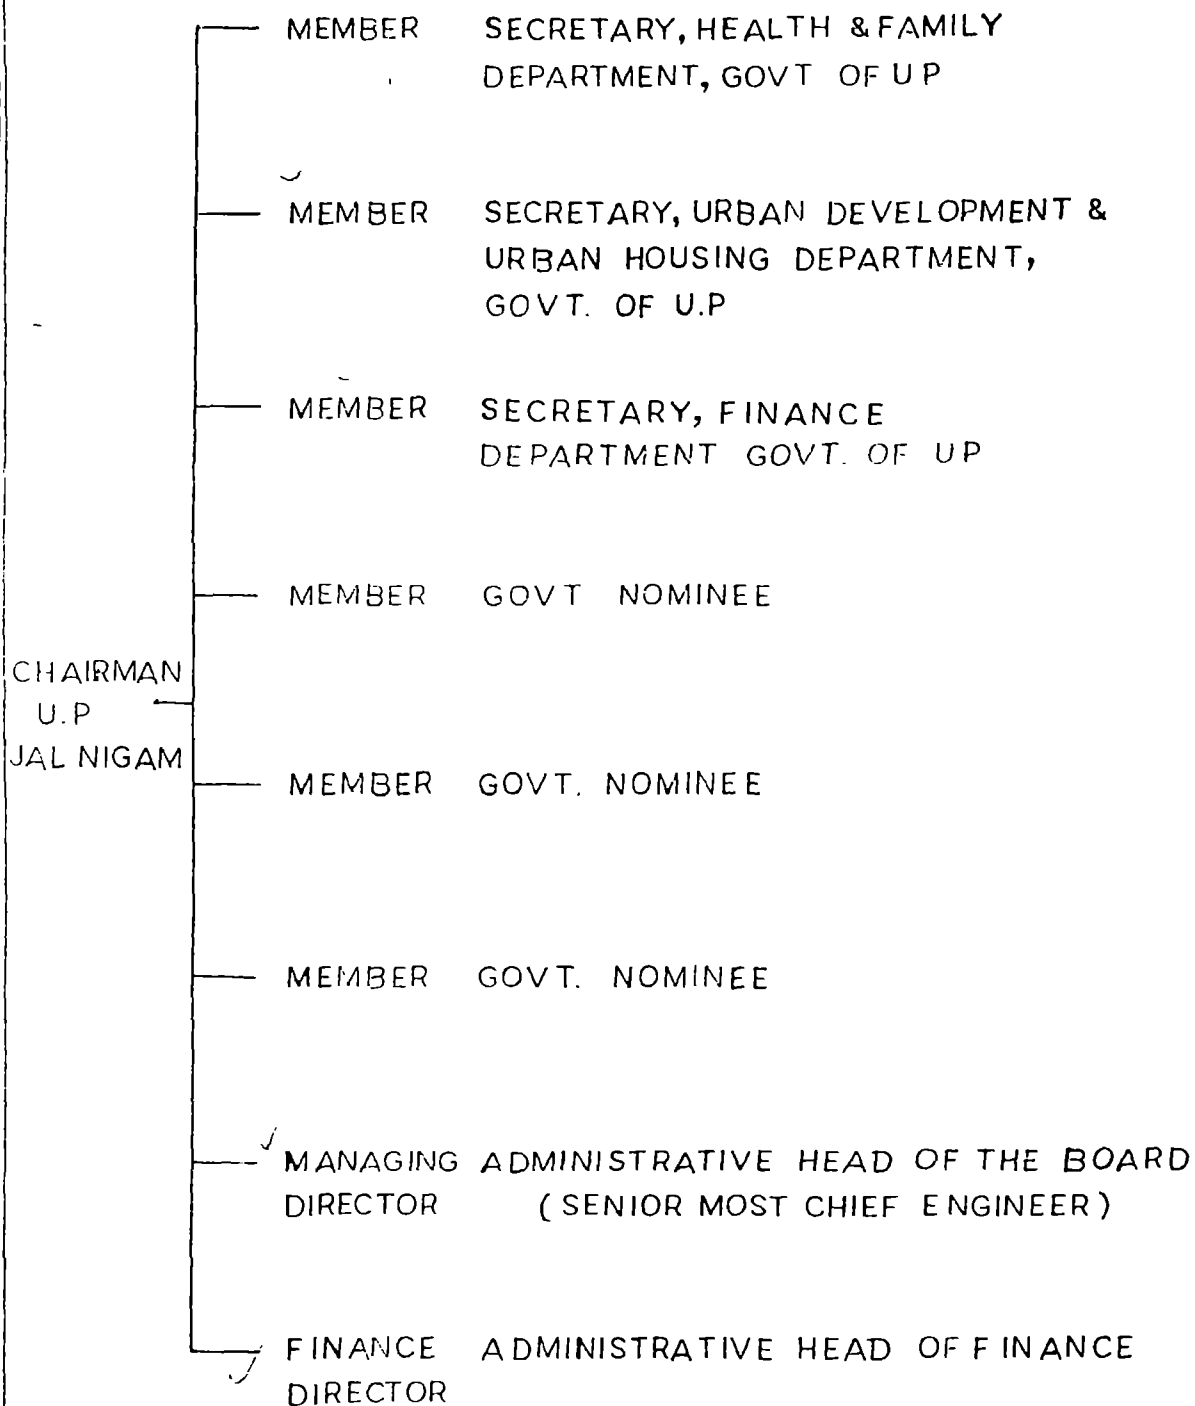 MEMBER SECRETARY, HEALTH & FAMILY
DEPARTMENT, GOVT OF U P
MEMBER SECRETARY, URBAN DEVELOPMENT &
URBAN HOUSING DEPARTMENT,
GOVT. OF U.P
MEMBER SECRETARY, FINANCE
DEPARTMENT GOVT. OF UP
MEMBER GOVT NOMINEE
CHAIRMAN
U.P
JAL NIGAM
MEMBER GOVT. NOMINEE
MEMBER GOVT. NOMINEE
MANAGING ADMINISTRATIVE HEAD OF THE BOARD
DIRECTOR (SENIOR MOST CHIEF ENGINEER)
FINANCE ADMINISTRATIVE HEAD OF FINANCE
DIRECTOR